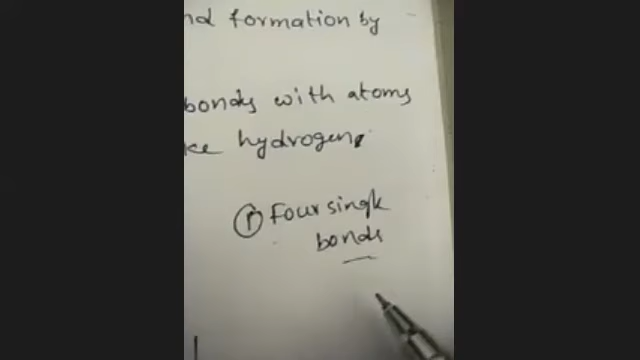 nd formation by
bonds with atoms
ke hydrogen,
① Four single
bonds